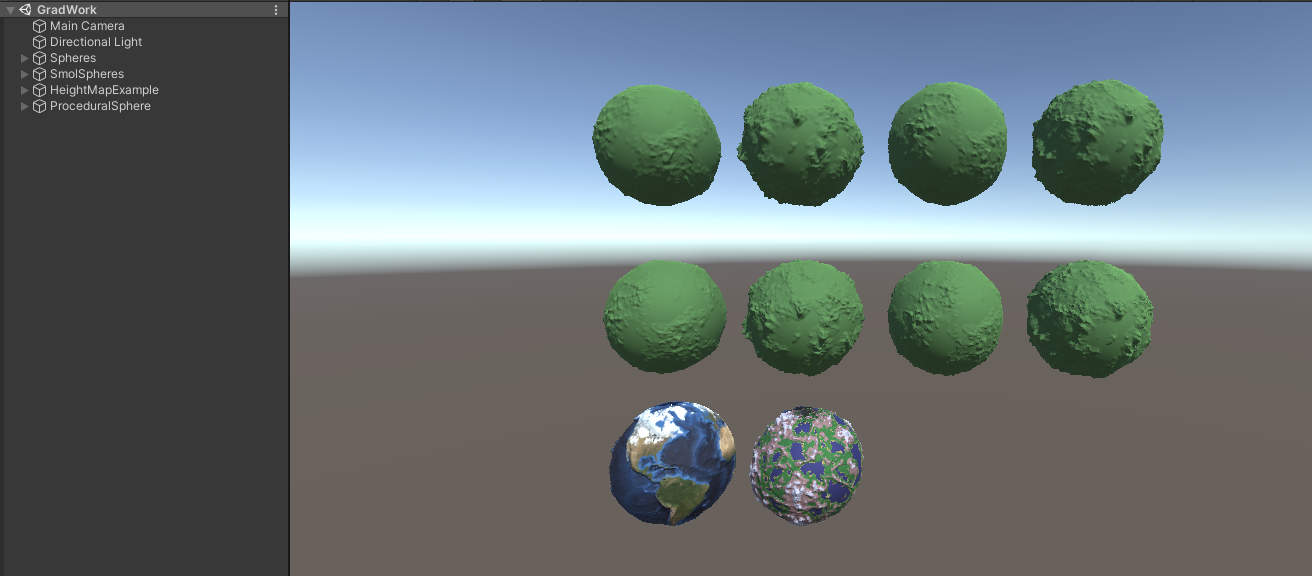 GradWork
Main Camera
Directional Light
Spheres
SmolSpheres
HeightMapExample
ProceduralSphere